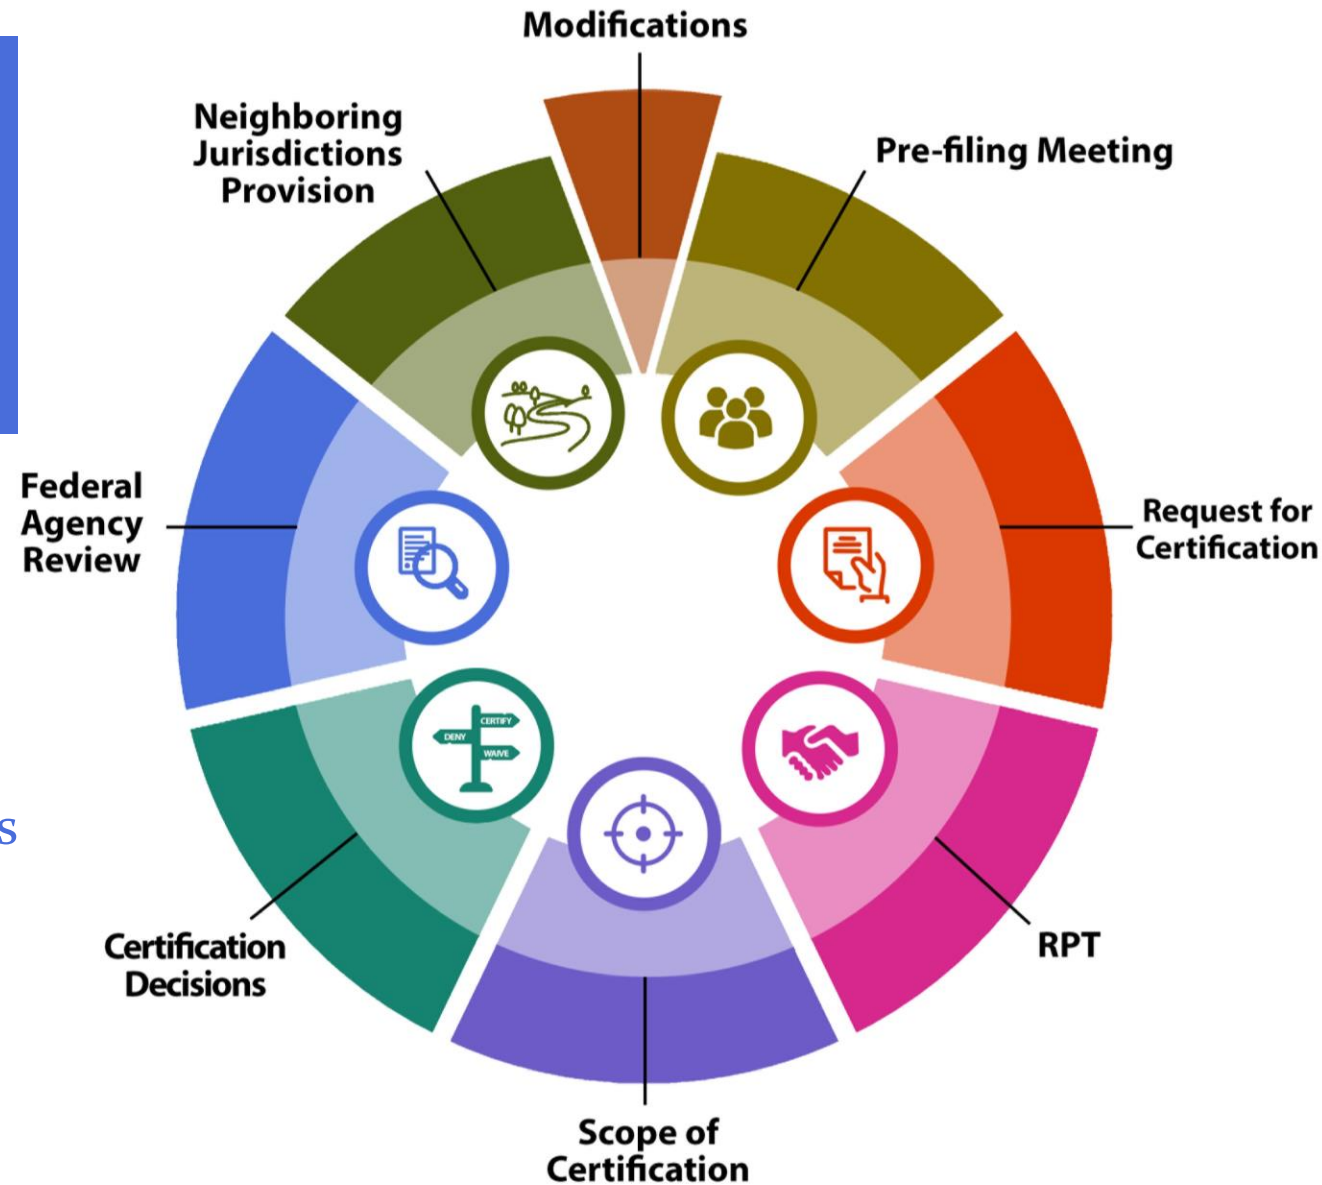 Modifications
Neighboring
Jurisdictions
Provision
Pre-filing Meeting
Federal
Agency
Review
Request for
Certification
CERTIFY
DENY
WAIVE
s
Certification
Decisions
RPT
Scope of
Certification